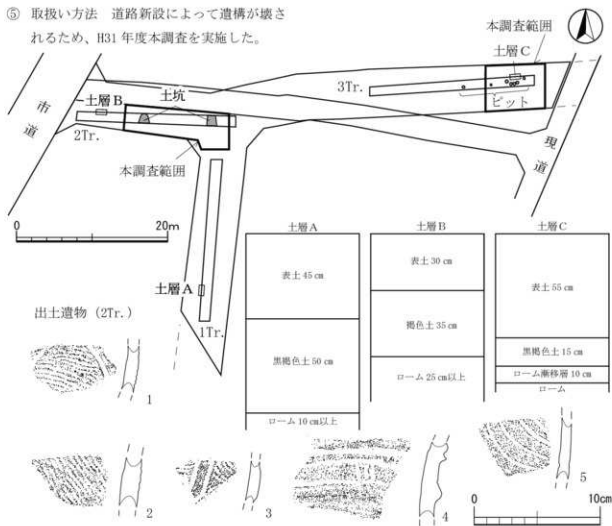 ⑤ 取扱い方法 道路新設によって遺構が壊さ
れるため、H31年度本調査を実施した。
本調査範囲
土層C
3Tr.
ピット
市道
土層B
土坑
2Tr.
本調査範囲
現道
0 20m
土層A
1Tr.
土層A
表土 45 cm
黒褐色土 50 cm
ローム 10 cm以上
土層B
表土 30 cm
褐色土 35 cm
ローム 25 cm以上
土層C
表土 55 cm
黒褐色土 15 cm
ローム漸移層 10 cm
ローム
出土遺物(2Tr.)
1
2
3
4
5
0 10cm